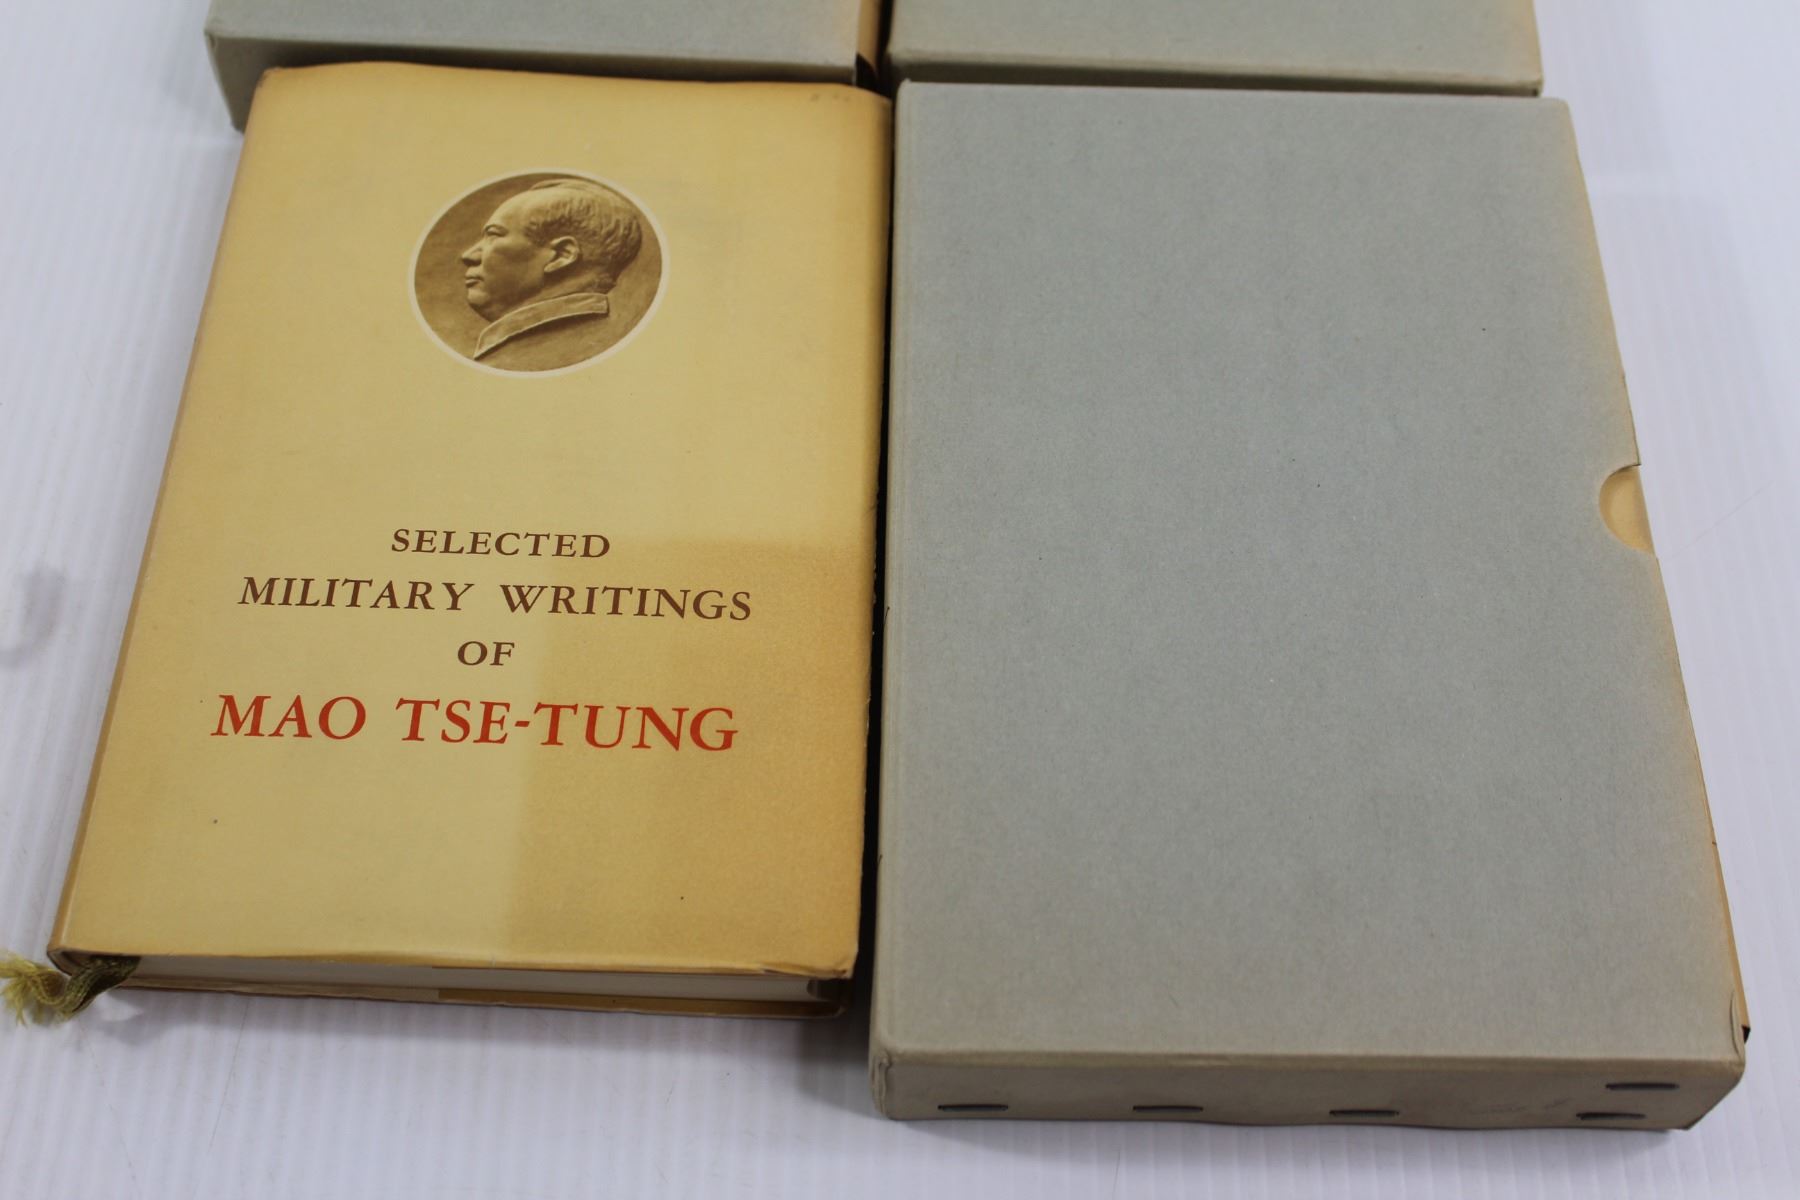 SELECTED
MILITARY WRITINGS
OF
MAO TSE-TUNG